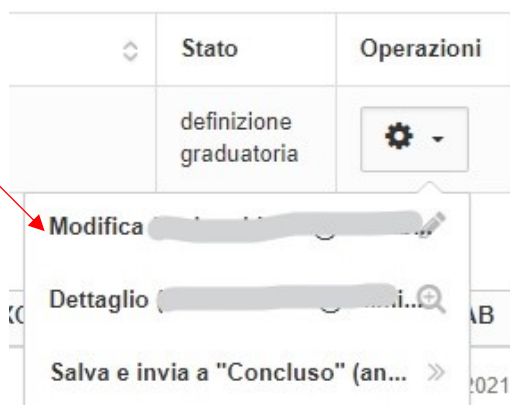 Stato Operazioni
definizione
graduatoria
Modifica
Dettaglio
AB
Salva e invia a "Concluso" (an...
2021